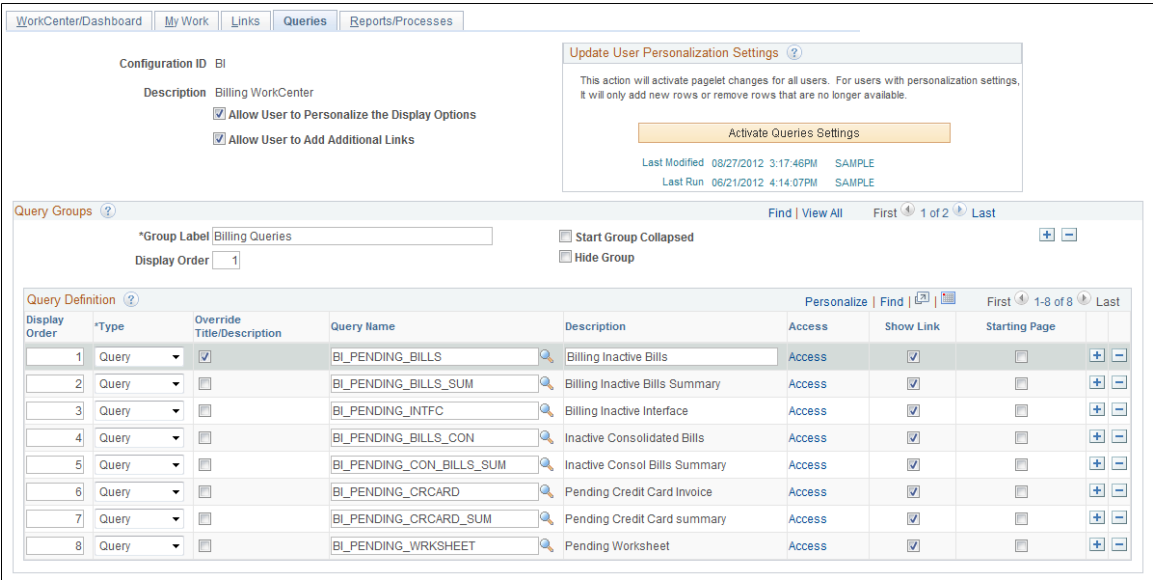 WorkCenter/Dashboard My Work Links Queries Reports/Processes
Configuration ID BI
Description Billing WorkCenter
Allow User to Personalize the Display Options
Allow User to Add Additional Links
Update User Personalization Settings ?
This action will activate pagelet changes for all users. For users with personalization settings,
It will only add new rows or remove rows that are no longer available.
Activate Queries Settings
Last Modified 08/27/2012 3:17:46PM SAMPLE
Last Run 06/21/2012 4:14:07PM SAMPLE
Query Groups ? Find | View All First 1 of 2 Last
*Group Label Billing Queries Start Group Collapsed + −
Display Order 1 Hide Group
Query Definition ? Personalize | Find | | First 1-8 of 8 Last
Display Order *Type Override Title/Description Query Name Description Access Show Link Starting Page
1 Query BI_PENDING_BILLS Billing Inactive Bills Access + −
2 Query BI_PENDING_BILLS_SUM Billing Inactive Bills Summary Access + −
3 Query BI_PENDING_INTFC Billing Inactive Interface Access + −
4 Query BI_PENDING_BILLS_CON Inactive Consolidated Bills Access + −
5 Query BI_PENDING_CON_BILLS_SUM Inactive Consol Bills Summary Access + −
6 Query BI_PENDING_CRCARD Pending Credit Card Invoice Access + −
7 Query BI_PENDING_CRCARD_SUM Pending Credit Card summary Access + −
8 Query BI_PENDING_WRKSHEET Pending Worksheet Access + −